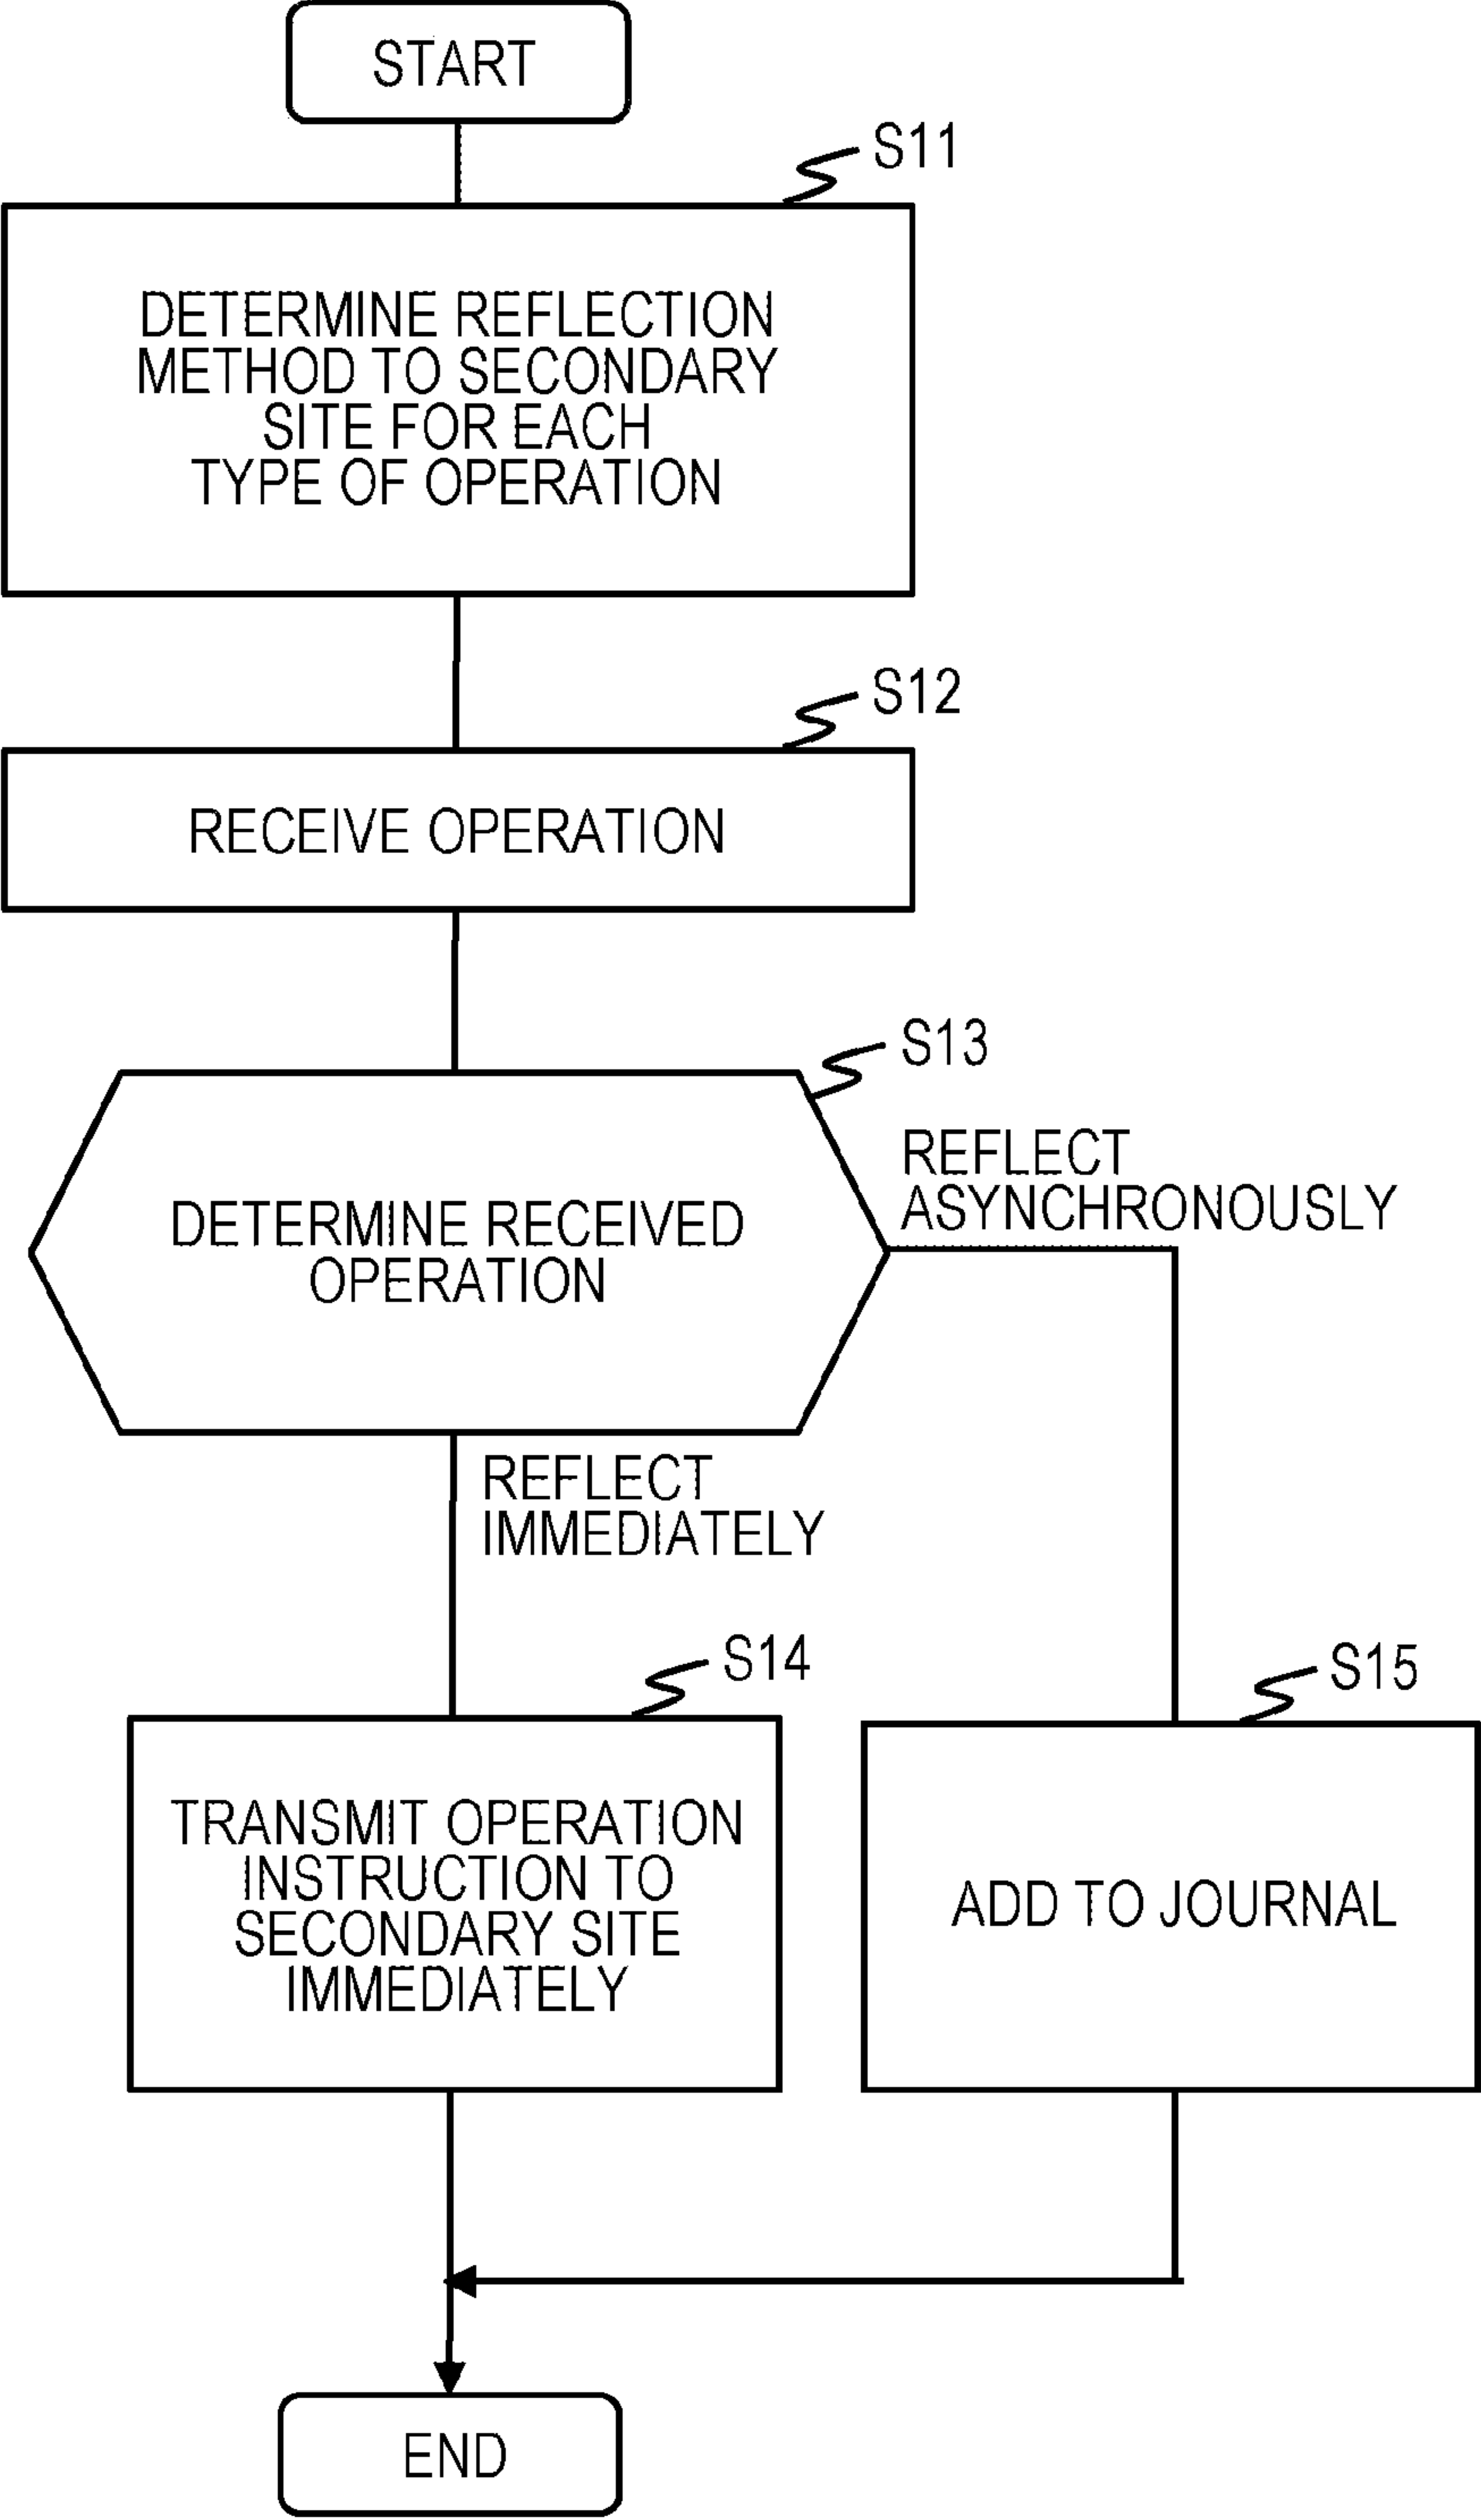 START
S11
DETERMINE REFLECTION
METHOD TO SECONDARY
SITE FOR EACH
TYPE OF OPERATION
S12
RECEIVE OPERATION
S13
DETERMINE RECEIVED
OPERATION
REFLECT
ASYNCHRONOUSLY
REFLECT
IMMEDIATELY
S14
TRANSMIT OPERATION
INSTRUCTION TO
SECONDARY SITE
IMMEDIATELY
S15
ADD TO JOURNAL
END